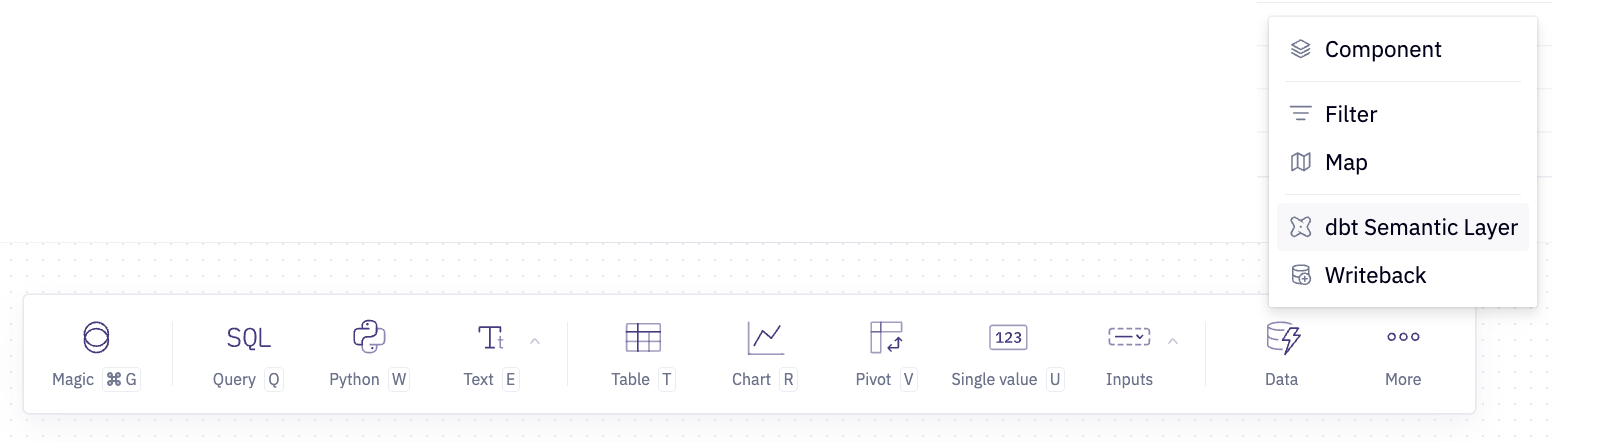 Component
Filter
Map
dbt Semantic Layer
Writeback
SQL
Tt
123
Magic ⌘ G
Query Q
Python W
Text E
Table T
Chart R
Pivot V
Single value U
Inputs
Data
More